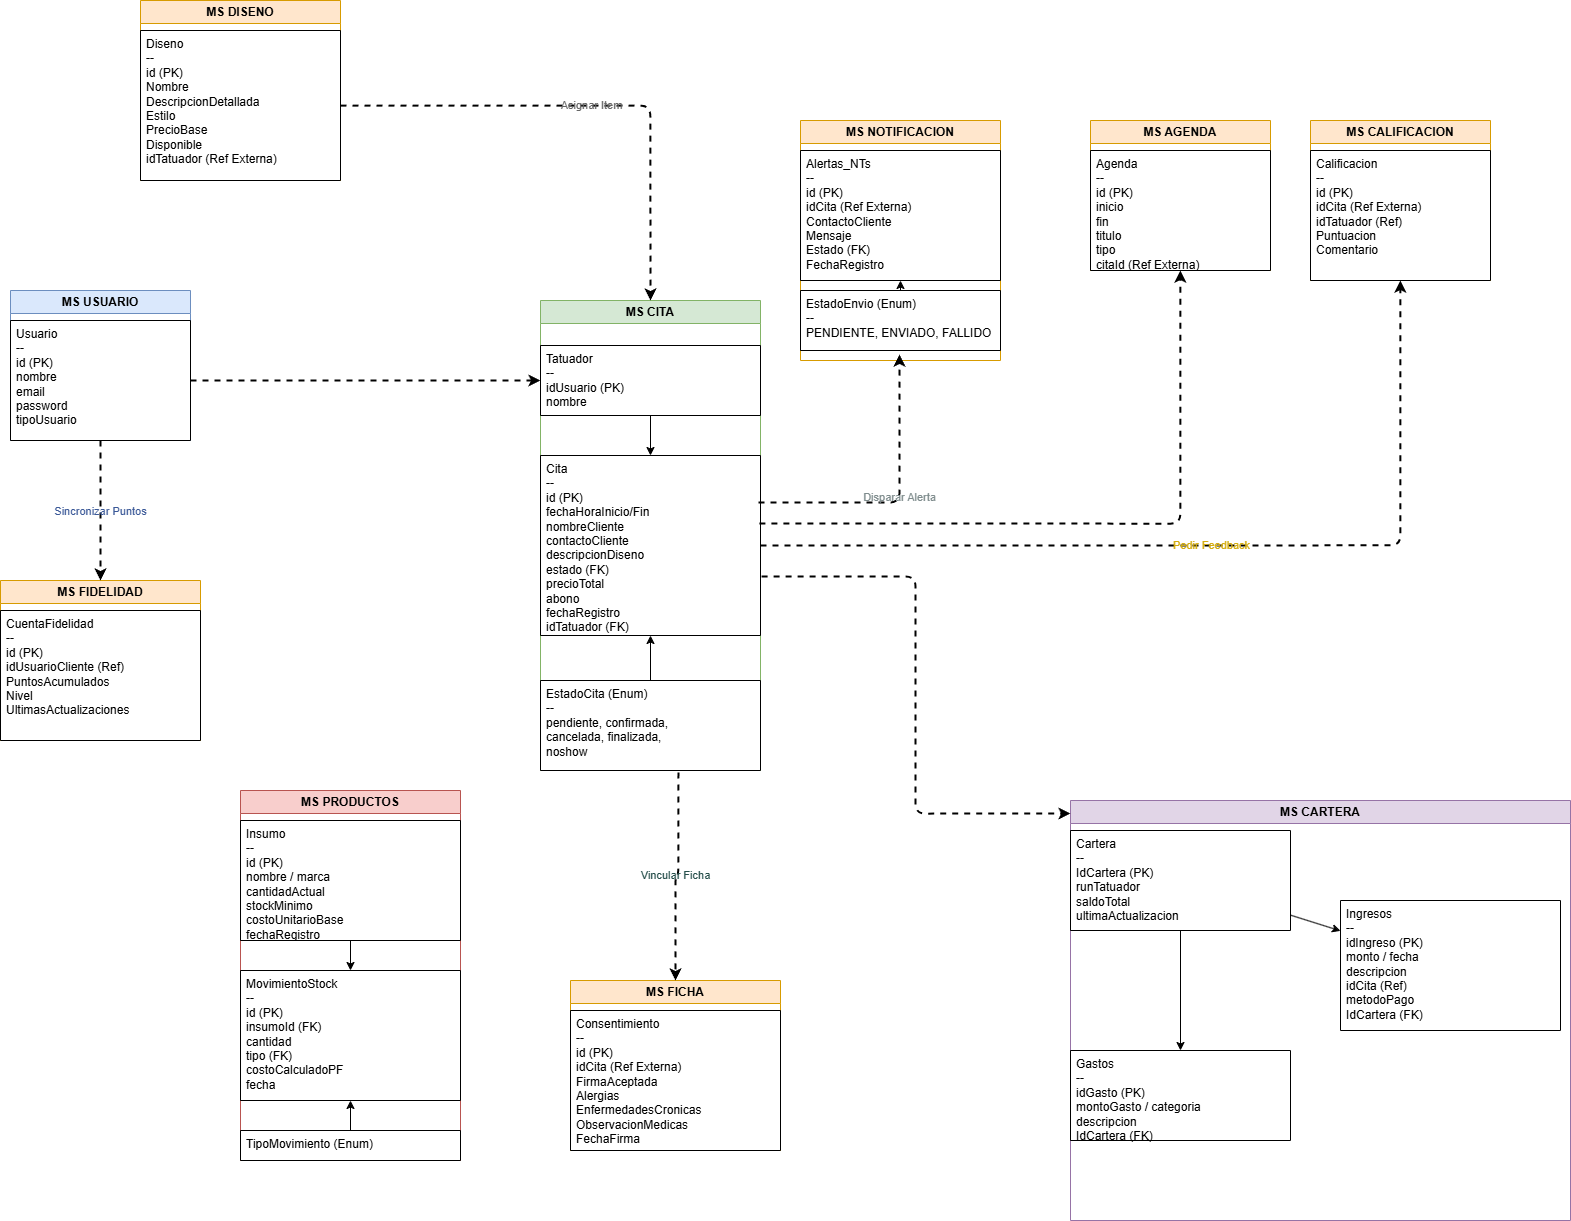 MS DISENO
Diseno
--
id (PK)
Nombre
DescripcionDetallada
Estilo
PrecioBase
Disponible
idTatuador (Ref Externa)
Asignar Item
MS NOTIFICACION
Alertas_NTs
--
id (PK)
idCita (Ref Externa)
ContactoCliente
Mensaje
Estado (FK)
FechaRegistro
EstadoEnvio (Enum)
--
PENDIENTE, ENVIADO, FALLIDO
MS AGENDA
Agenda
--
id (PK)
inicio
fin
titulo
tipo
citaId (Ref Externa)
MS CALIFICACION
Calificacion
--
id (PK)
idCita (Ref Externa)
idTatuador (Ref)
Puntuacion
Comentario
MS USUARIO
Usuario
--
id (PK)
nombre
email
password
tipoUsuario
Sincronizar Puntos
MS CITA
Tatuador
--
idUsuario (PK)
nombre
Cita
--
id (PK)
fechaHoraInicio/Fin
nombreCliente
contactoCliente
descripcionDiseno
estado (FK)
precioTotal
abono
fechaRegistro
idTatuador (FK)
EstadoCita (Enum)
--
pendiente, confirmada,
cancelada, finalizada,
noshow
Disparar Alerta
Pedir Feedback
MS FIDELIDAD
CuentaFidelidad
--
id (PK)
idUsuarioCliente (Ref)
PuntosAcumulados
Nivel
UltimasActualizaciones
MS PRODUCTOS
Insumo
--
id (PK)
nombre / marca
cantidadActual
stockMinimo
costoUnitarioBase
fechaRegistro
MovimientoStock
--
id (PK)
insumoId (FK)
cantidad
tipo (FK)
costoCalculadoPF
fecha
TipoMovimiento (Enum)
Vincular Ficha
MS FICHA
Consentimiento
--
id (PK)
idCita (Ref Externa)
FirmaAceptada
Alergias
EnfermedadesCronicas
ObservacionMedicas
FechaFirma
MS CARTERA
Cartera
--
IdCartera (PK)
runTatuador
saldoTotal
ultimaActualizacion
Ingresos
--
idIngreso (PK)
monto / fecha
descripcion
idCita (Ref)
metodoPago
IdCartera (FK)
Gastos
--
idGasto (PK)
montoGasto / categoria
descripcion
IdCartera (FK)